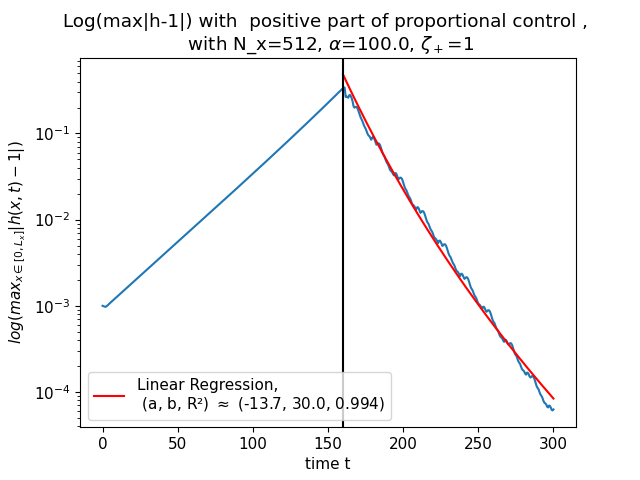 Log(max|h-1|) with  positive part of proportional control ,
with N_x=512, α=100.0, ζ₊=1
log(max_{x∈[0,L_x]}|h(x,t)−1|)
10⁻¹
10⁻²
10⁻³
10⁻⁴
Linear Regression,
(a, b, R²) ≈ (-13.7, 30.0, 0.994)
0 50 100 150 200 250 300
time t